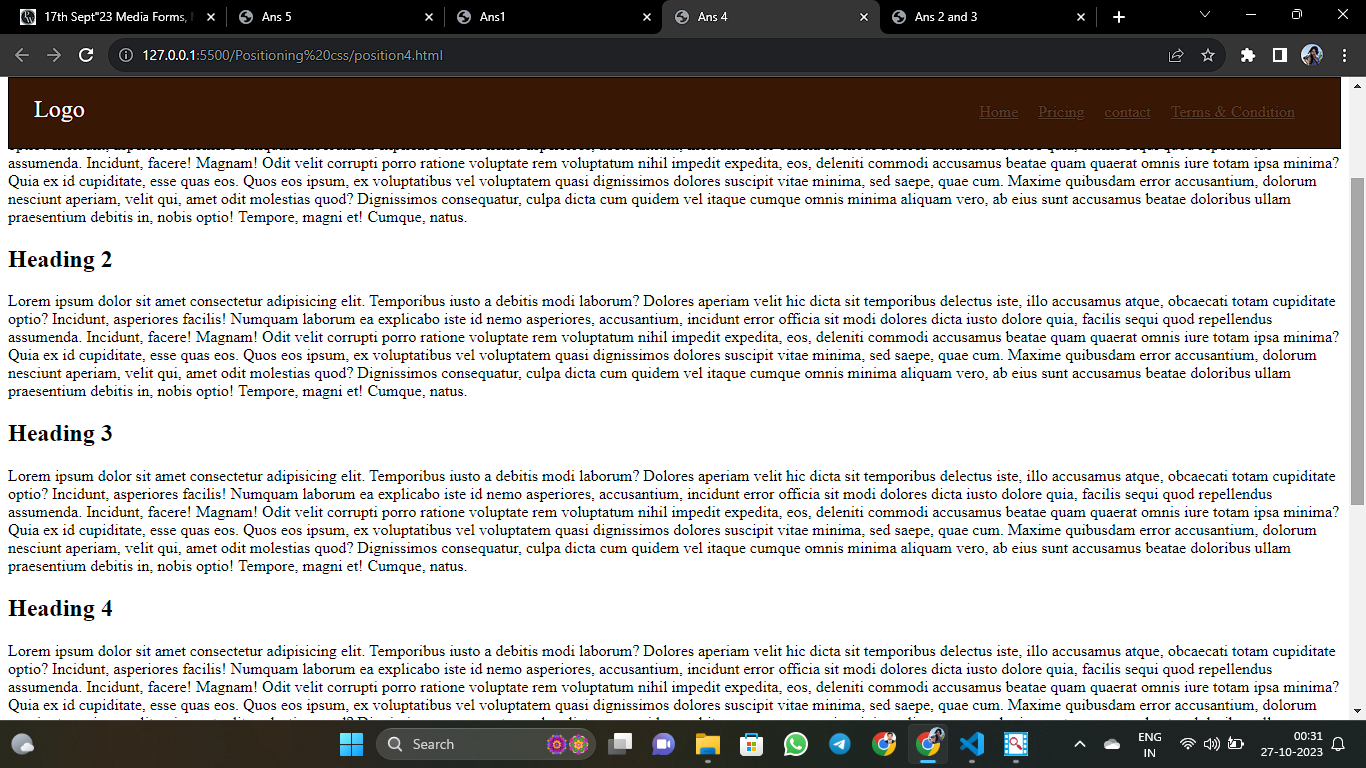 17th Sept"23 Media Forms,
Ans 5
Ans1
Ans 4
Ans 2 and 3
127.0.0.1:5500/Positioning%20css/position4.html
Logo
Home Pricing contact Terms & Condition
assumenda. Incidunt, facere! Magnam! Odit velit corrupti porro ratione voluptate rem voluptatum nihil impedit expedita, eos, deleniti commodi accusamus beatae quam quaerat omnis iure totam ipsa minima?
Quia ex id cupiditate, esse quas eos. Quos eos ipsum, ex voluptatibus vel voluptatem quasi dignissimos dolores suscipit vitae minima, sed saepe, quae cum. Maxime quibusdam error accusantium, dolorum
nesciunt aperiam, velit qui, amet odit molestias quod? Dignissimos consequatur, culpa dicta cum quidem vel itaque cumque omnis minima aliquam vero, ab eius sunt accusamus beatae doloribus ullam
praesentium debitis in, nobis optio! Tempore, magni et! Cumque, natus.
Heading 2
Lorem ipsum dolor sit amet consectetur adipisicing elit. Temporibus iusto a debitis modi laborum? Dolores aperiam velit hic dicta sit temporibus delectus iste, illo accusamus atque, obcaecati totam cupiditate
optio? Incidunt, asperiores facilis! Numquam laborum ea explicabo iste id nemo asperiores, accusantium, incidunt error officia sit modi dolores dicta iusto dolore quia, facilis sequi quod repellendus
assumenda. Incidunt, facere! Magnam! Odit velit corrupti porro ratione voluptate rem voluptatum nihil impedit expedita, eos, deleniti commodi accusamus beatae quam quaerat omnis iure totam ipsa minima?
Quia ex id cupiditate, esse quas eos. Quos eos ipsum, ex voluptatibus vel voluptatem quasi dignissimos dolores suscipit vitae minima, sed saepe, quae cum. Maxime quibusdam error accusantium, dolorum
nesciunt aperiam, velit qui, amet odit molestias quod? Dignissimos consequatur, culpa dicta cum quidem vel itaque cumque omnis minima aliquam vero, ab eius sunt accusamus beatae doloribus ullam
praesentium debitis in, nobis optio! Tempore, magni et! Cumque, natus.
Heading 3
Lorem ipsum dolor sit amet consectetur adipisicing elit. Temporibus iusto a debitis modi laborum? Dolores aperiam velit hic dicta sit temporibus delectus iste, illo accusamus atque, obcaecati totam cupiditate
optio? Incidunt, asperiores facilis! Numquam laborum ea explicabo iste id nemo asperiores, accusantium, incidunt error officia sit modi dolores dicta iusto dolore quia, facilis sequi quod repellendus
assumenda. Incidunt, facere! Magnam! Odit velit corrupti porro ratione voluptate rem voluptatum nihil impedit expedita, eos, deleniti commodi accusamus beatae quam quaerat omnis iure totam ipsa minima?
Quia ex id cupiditate, esse quas eos. Quos eos ipsum, ex voluptatibus vel voluptatem quasi dignissimos dolores suscipit vitae minima, sed saepe, quae cum. Maxime quibusdam error accusantium, dolorum
nesciunt aperiam, velit qui, amet odit molestias quod? Dignissimos consequatur, culpa dicta cum quidem vel itaque cumque omnis minima aliquam vero, ab eius sunt accusamus beatae doloribus ullam
praesentium debitis in, nobis optio! Tempore, magni et! Cumque, natus.
Heading 4
Lorem ipsum dolor sit amet consectetur adipisicing elit. Temporibus iusto a debitis modi laborum? Dolores aperiam velit hic dicta sit temporibus delectus iste, illo accusamus atque, obcaecati totam cupiditate
optio? Incidunt, asperiores facilis! Numquam laborum ea explicabo iste id nemo asperiores, accusantium, incidunt error officia sit modi dolores dicta iusto dolore quia, facilis sequi quod repellendus
assumenda. Incidunt, facere! Magnam! Odit velit corrupti porro ratione voluptate rem voluptatum nihil impedit expedita, eos, deleniti commodi accusamus beatae quam quaerat omnis iure totam ipsa minima?
Quia ex id cupiditate, esse quas eos. Quos eos ipsum, ex voluptatibus vel voluptatem quasi dignissimos dolores suscipit vitae minima, sed saepe, quae cum. Maxime quibusdam error accusantium, dolorum
Search
ENG
IN
00:31
27-10-2023